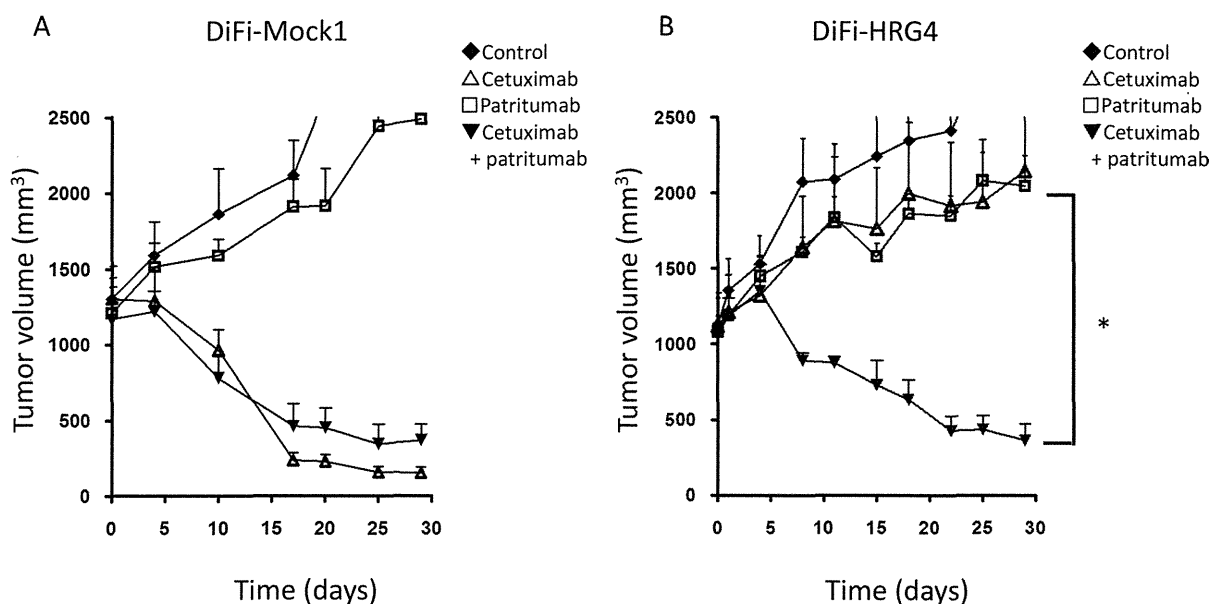 A
DiFi-Mock1
Control
Cetuximab
Patritumab
Cetuximab
+ patritumab
Tumor volume (mm³)
2500
2000
1500
1000
500
0
0 5 10 15 20 25 30
Time (days)
B
DiFi-HRG4
Control
Cetuximab
Patritumab
Cetuximab
+ patritumab
Tumor volume (mm³)
2500
2000
1500
1000
500
0
0 5 10 15 20 25 30
Time (days)
*